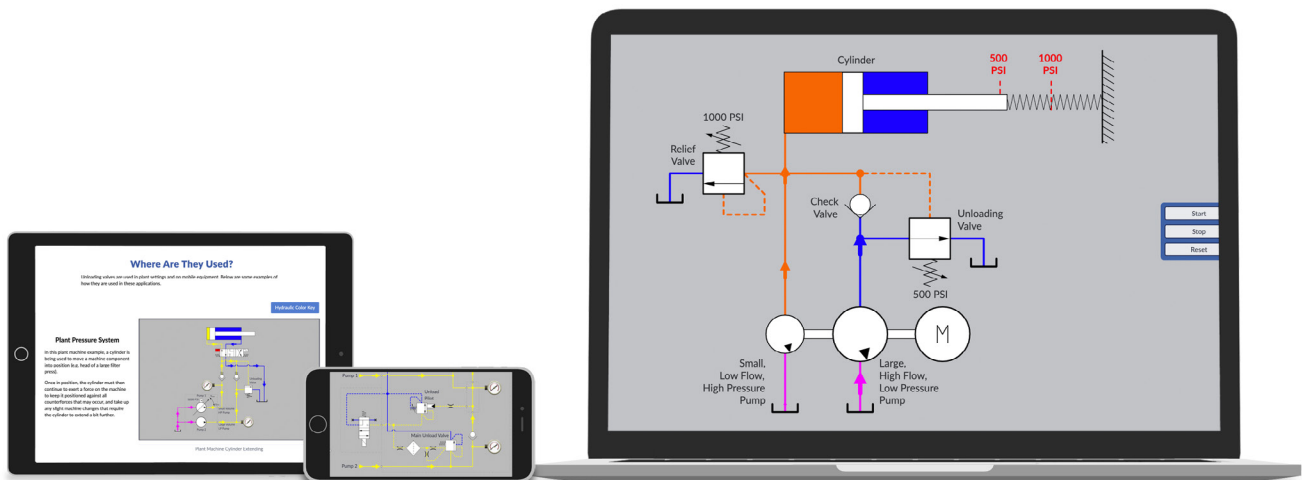 Where Are They Used?
Unloading valves are used in plant settings and on mobile equipment. Below are some examples of
how they are used in these applications.
Hydraulic Color Key
Plant Pressure System
In this plant machine example, a cylinder is
being used to move a machine component
into position (e.g. head of a large filter
press).
Once in position, the cylinder must then
continue to exert a force on the machine
to keep it positioned against all
counterforces that may occur, and take up
any slight machine changes that require
the cylinder to extend a bit further.
Plant Machine Cylinder Extending
Pump 1
Unload
Pilot
Main Unload Valve
Pump 2
Cylinder
500
PSI
1000
PSI
1000 PSI
Relief
Valve
Check
Valve
Unloading
Valve
500 PSI
M
Small,
Low Flow,
High Pressure
Pump
Large,
High Flow,
Low Pressure
Pump
Start
Stop
Reset